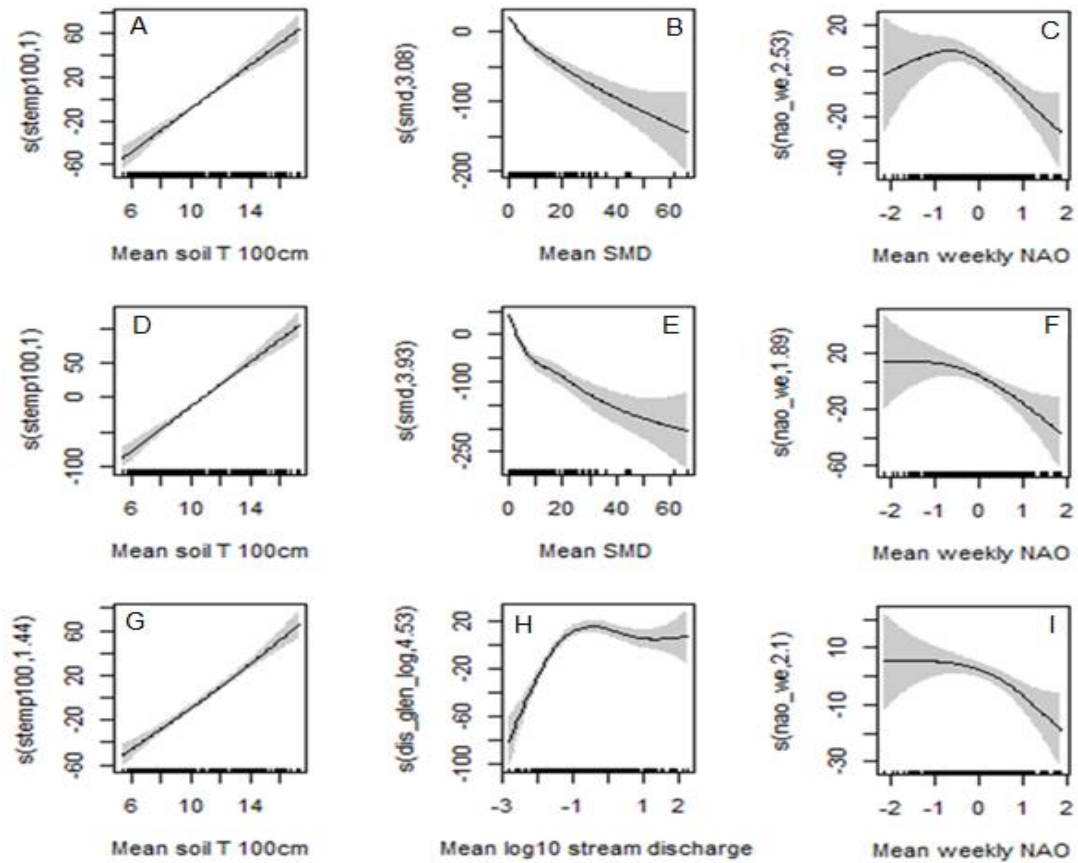 A
s(stemp100,1)
60
20
-20
-60
6 10 14
Mean soil T 100cm
B
s(smd,3.08)
0
-100
-200
0 20 40 60
Mean SMD
C
s(nao_we,2.53)
20
0
-20
-40
-2 -1 0 1 2
Mean weekly NAO
D
s(stemp100,1)
50
0
-100
6 10 14
Mean soil T 100cm
E
s(smd,3.93)
0
-100
-250
0 20 40 60
Mean SMD
F
s(nao_we,1.89)
20
-20
-60
-2 -1 0 1 2
Mean weekly NAO
G
s(stemp100,1.44)
60
20
-20
-60
6 10 14
Mean soil T 100cm
H
s(dis_glen_log,4.53)
20
-20
-60
-100
-3 -1 1 2
Mean log10 stream discharge
I
s(nao_we,2.1)
10
-10
-30
-2 -1 0 1 2
Mean weekly NAO